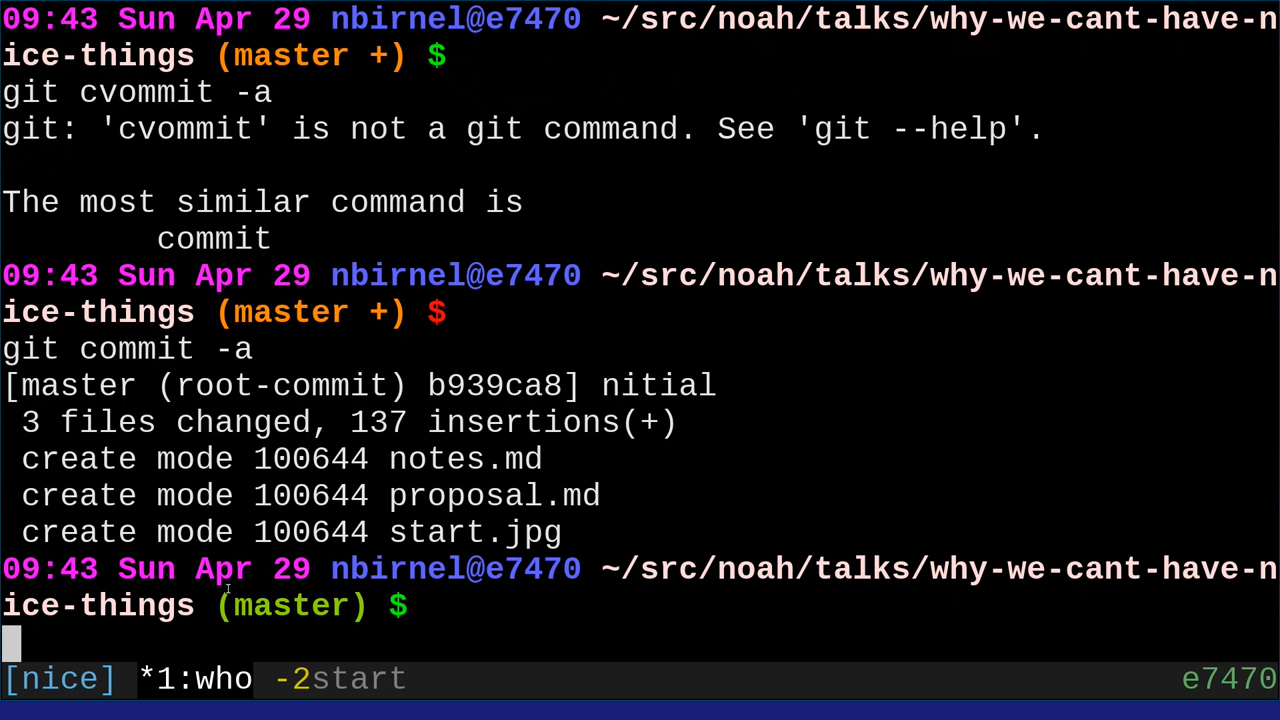 09:43 Sun Apr 29 nbirnel@e7470 ~/src/noah/talks/why-we-cant-have-n
ice-things (master +) $
git cvommit -a
git: 'cvommit' is not a git command. See 'git --help'.
The most similar command is
commit
09:43 Sun Apr 29 nbirnel@e7470 ~/src/noah/talks/why-we-cant-have-n
ice-things (master +) $
git commit -a
[master (root-commit) b939ca8] nitial
3 files changed, 137 insertions(+)
create mode 100644 notes.md
create mode 100644 proposal.md
create mode 100644 start.jpg
09:43 Sun Apr 29 nbirnel@e7470 ~/src/noah/talks/why-we-cant-have-n
ice-things (master) $
[nice] *1:who -2start e7470